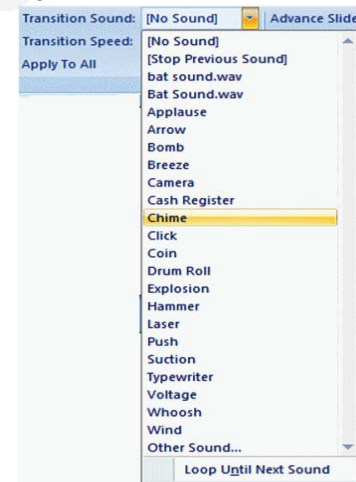 Transition Sound: [No Sound] Advance Slide
Transition Speed: [No Sound]
Apply To All [Stop Previous Sound]
bat sound.wav
Bat Sound.wav
Applause
Arrow
Bomb
Breeze
Camera
Cash Register
Chime
Click
Coin
Drum Roll
Explosion
Hammer
Laser
Push
Suction
Typewriter
Voltage
Whoosh
Wind
Other Sound...
Loop Until Next Sound